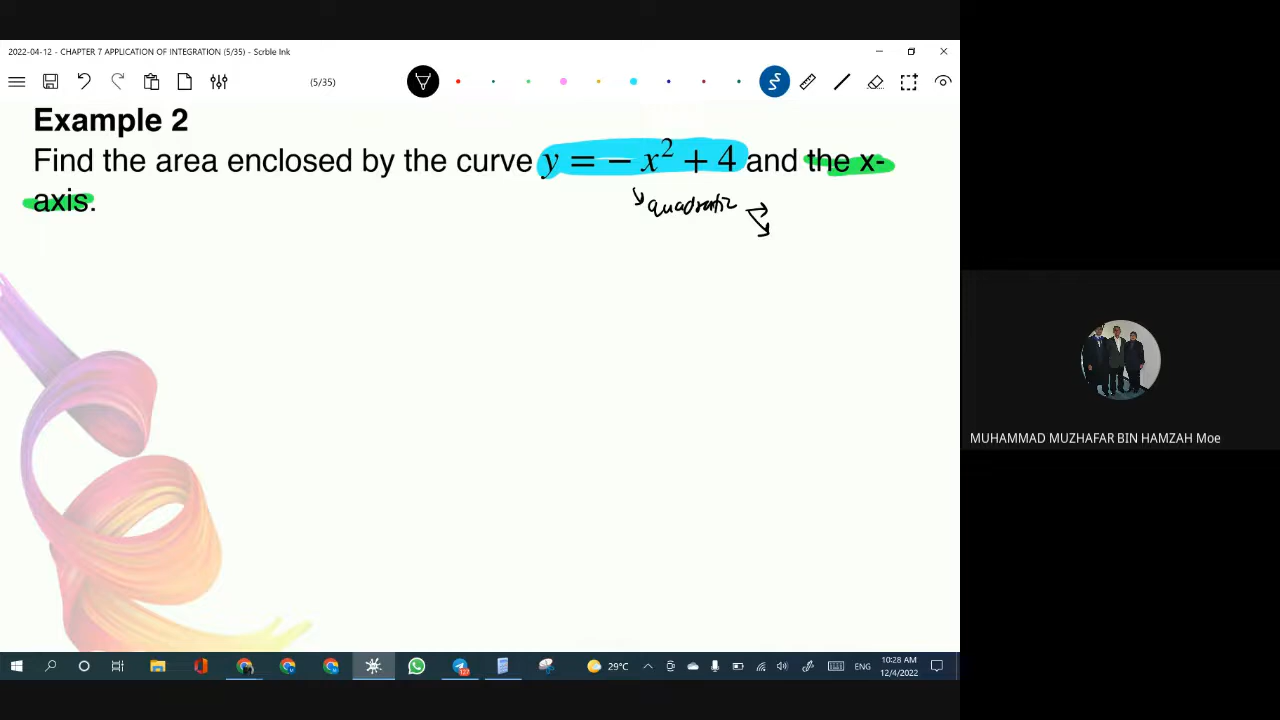 2022-04-12 - CHAPTER 7 APPLICATION OF INTEGRATION (5/35) - Scrble Ink
(5/35)
Example 2
Find the area enclosed by the curve y = − x² + 4 and the x-
axis.
quadratic
MUHAMMAD MUZHAFAR BIN HAMZAH Moe
127
29°C
ENG
10:28 AM
12/4/2022